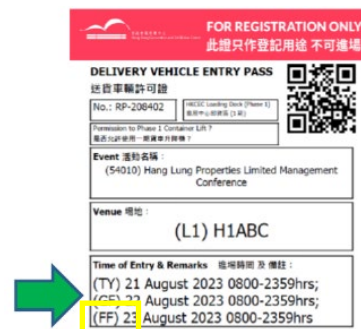 FOR REGISTRATION ONLY
此證只作登記用途 不可進場
DELIVERY VEHICLE ENTRY PASS
送貨車輛許可證
No.: RP-208402
HKCEC Loading Dock (Phase 1)
Permission to Phase 1 Container Lift ?
Event 活動名稱 :
(54010) Hang Lung Properties Limited Management
Conference
Venue 場地 :
(L1) H1ABC
Time of Entry & Remarks 進場時間 及 備註 :
(TY) 21 August 2023 0800-2359hrs;
22 August 2023 0800-2359hrs;
(FF) 23 August 2023 0800-2359hrs